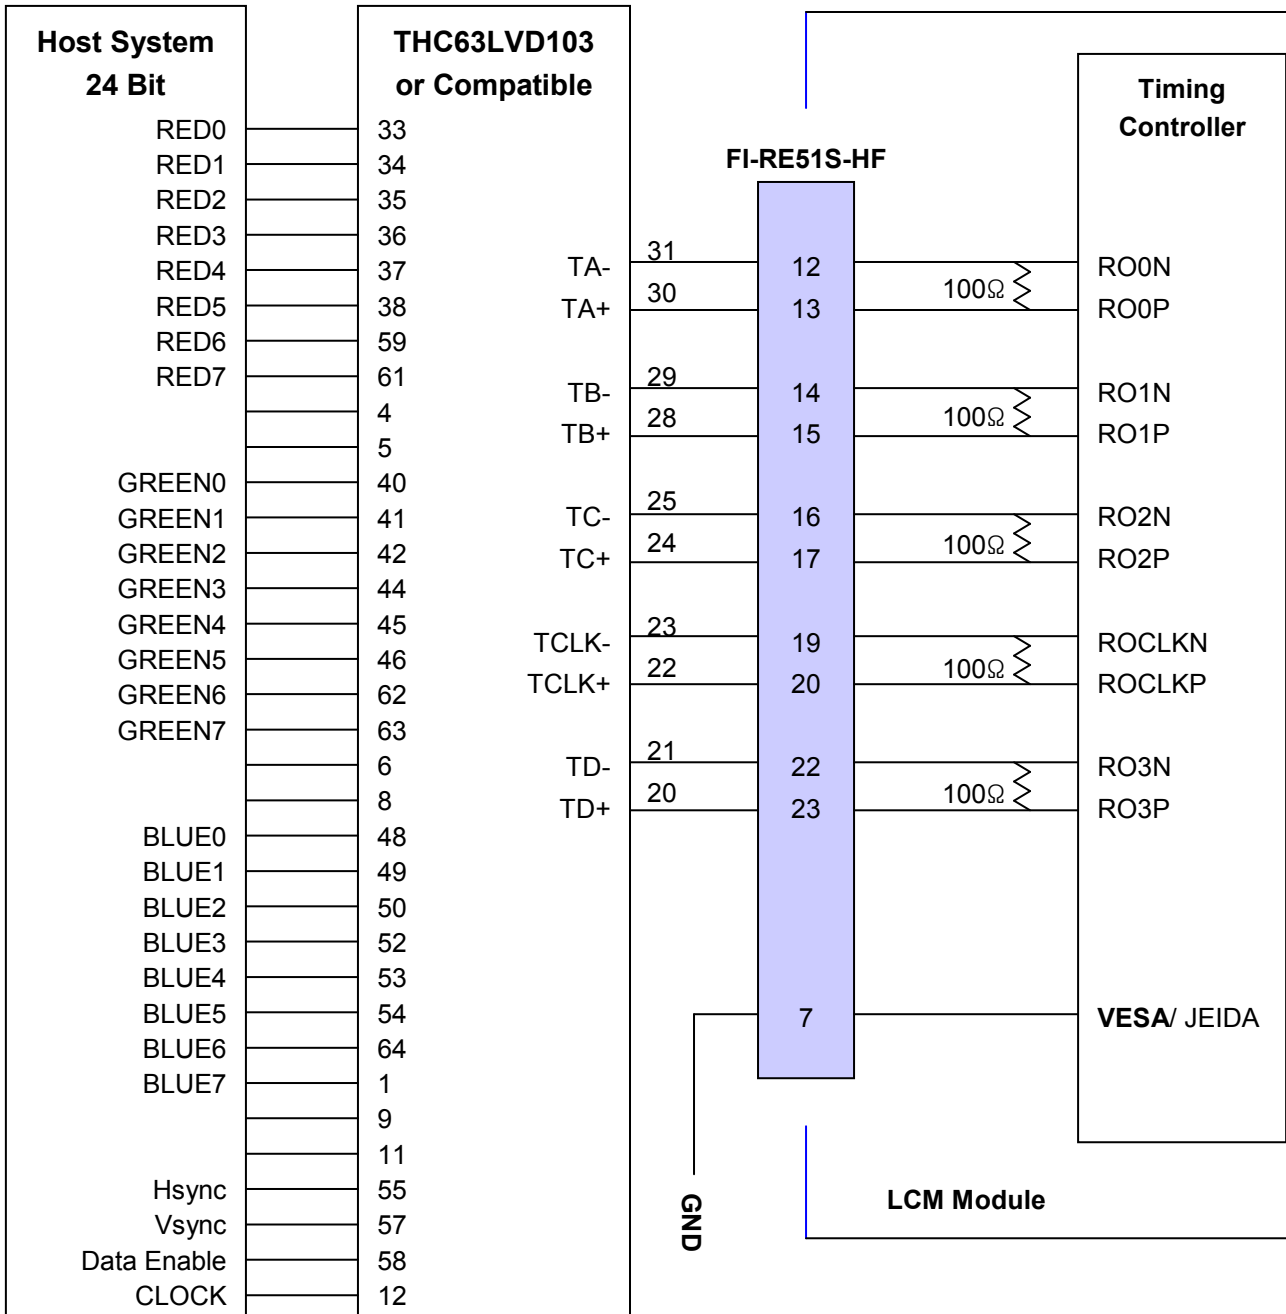 Host System
24 Bit
RED0
RED1
RED2
RED3
RED4
RED5
RED6
RED7
GREEN0
GREEN1
GREEN2
GREEN3
GREEN4
GREEN5
GREEN6
GREEN7
BLUE0
BLUE1
BLUE2
BLUE3
BLUE4
BLUE5
BLUE6
BLUE7
Hsync
Vsync
Data Enable
CLOCK
THC63LVD103
or Compatible
33
34
35
36
37
38
59
61
4
5
40
41
42
44
45
46
62
63
6
8
48
49
50
52
53
54
64
1
9
11
55
57
58
12
TA- 31
TA+ 30
TB- 29
TB+ 28
TC- 25
TC+ 24
TCLK- 23
TCLK+ 22
TD- 21
TD+ 20
GND
FI-RE51S-HF
12
13
14
15
16
17
19
20
22
23
7
100Ω
100Ω
100Ω
100Ω
100Ω
Timing
Controller
RO0N
RO0P
RO1N
RO1P
RO2N
RO2P
ROCLKN
ROCLKP
RO3N
RO3P
VESA/ JEIDA
LCM Module